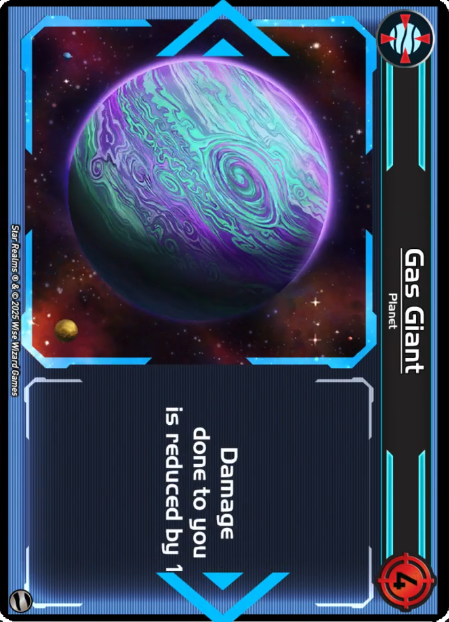 Gas Giant
Planet
4
Damage
done to you
is reduced by 1
Star Realms ® & © 2025 Wise Wizard Games